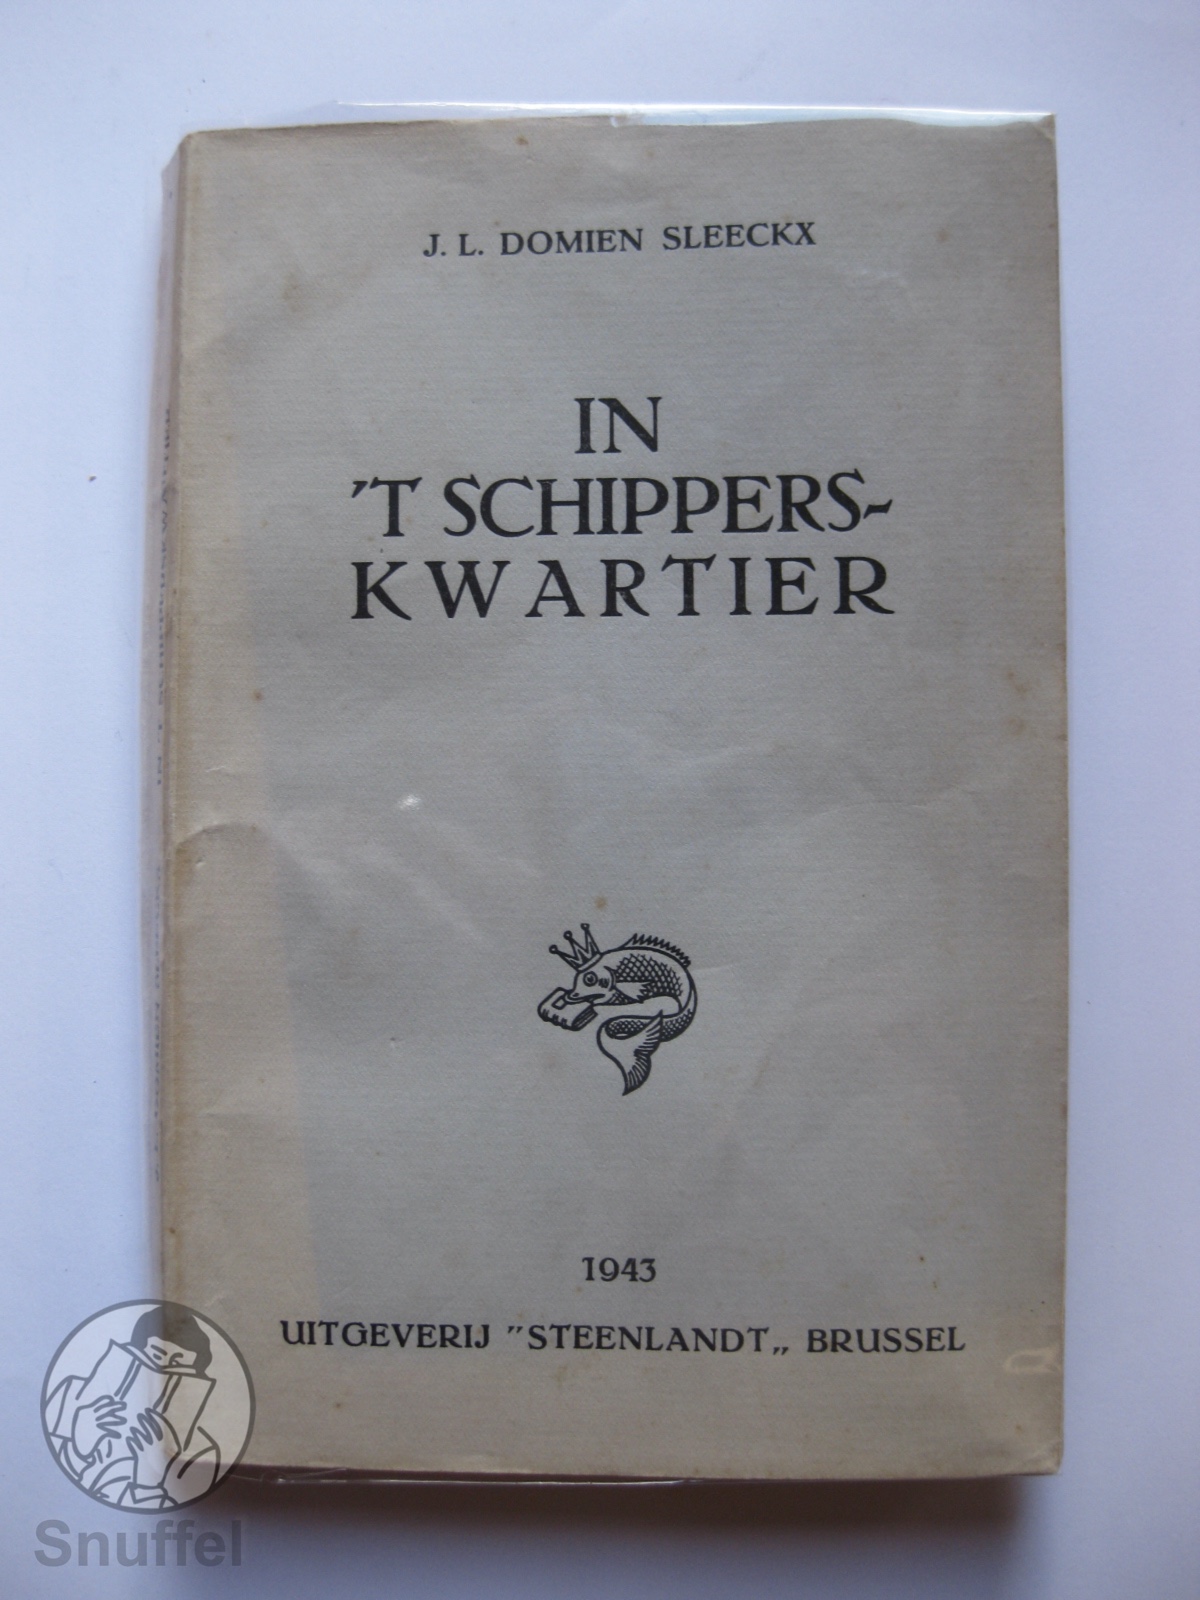 J. L. DOMIEN SLEECKX
IN
'T SCHIPPERS-
KWARTIER
1943
UITGEVERIJ "STEENLANDT„ BRUSSEL
Snuffel